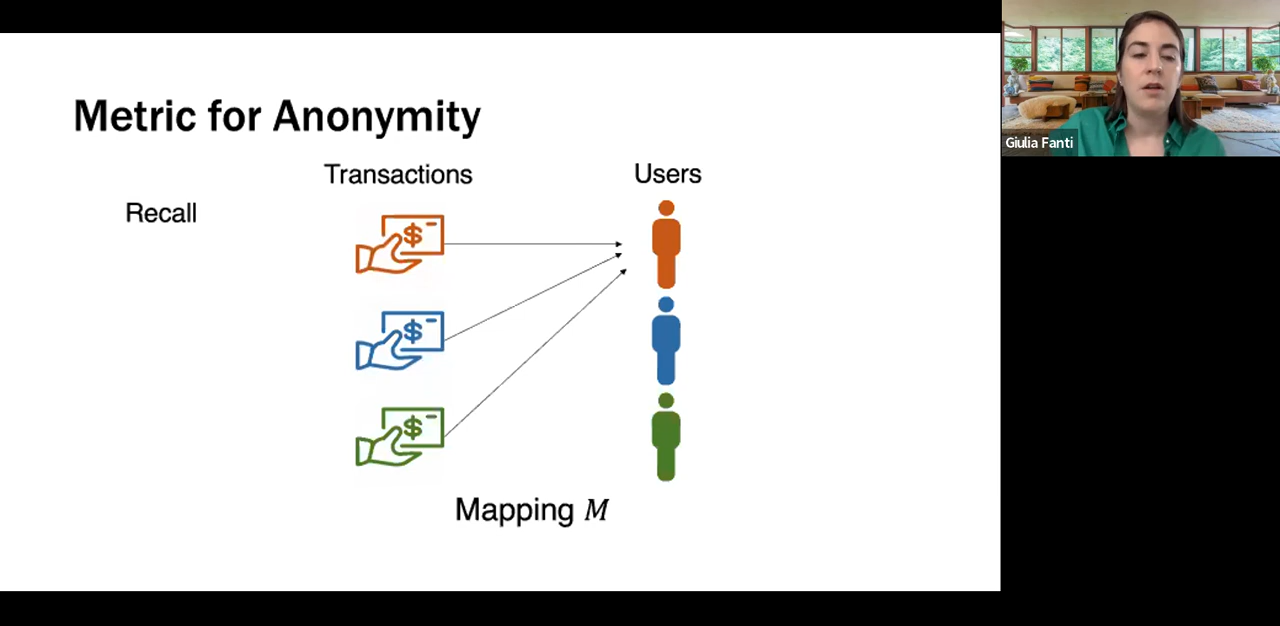 Metric for Anonymity
Transactions
Users
Recall
$
$
$
Mapping M
Giulia Fanti